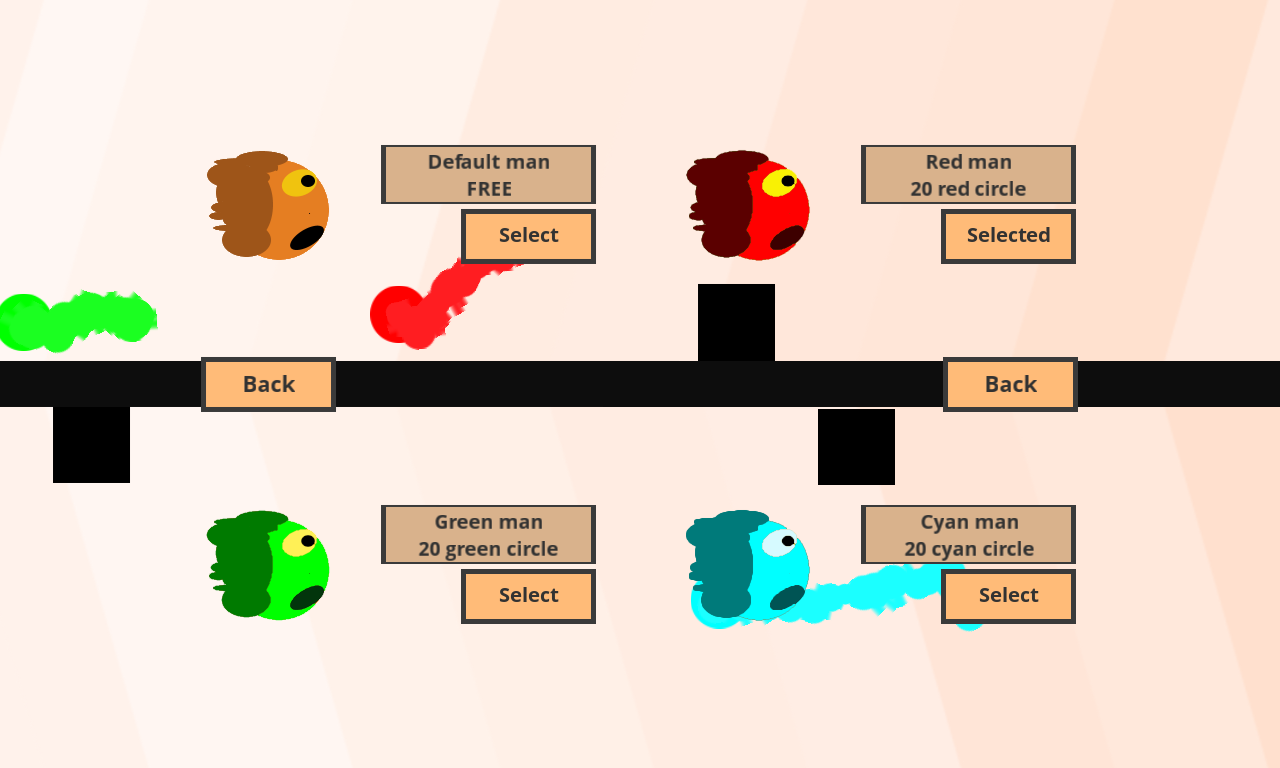 Default man
FREE
Select
Red man
20 red circle
Selected
Back
Back
Green man
20 green circle
Select
Cyan man
20 cyan circle
Select